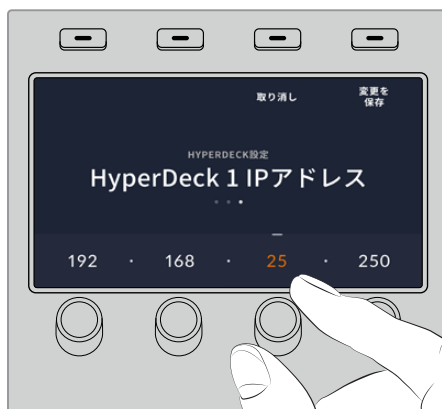 取り消し
変更を
保存
HYPERDECK設定
HyperDeck 1 IPアドレス
192 · 168 · 25 · 250